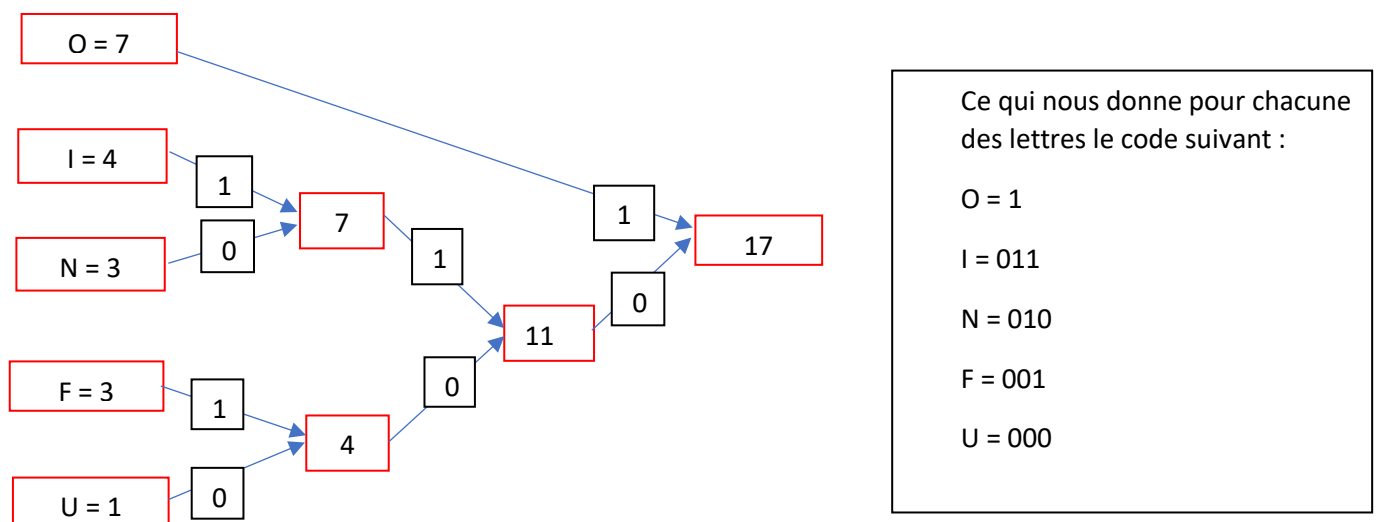 O = 7
I = 4
1
7
N = 3
0
1
1
17
0
11
F = 3
1
0
4
U = 1
0
Ce qui nous donne pour chacune
des lettres le code suivant :
O = 1
I = 011
N = 010
F = 001
U = 000